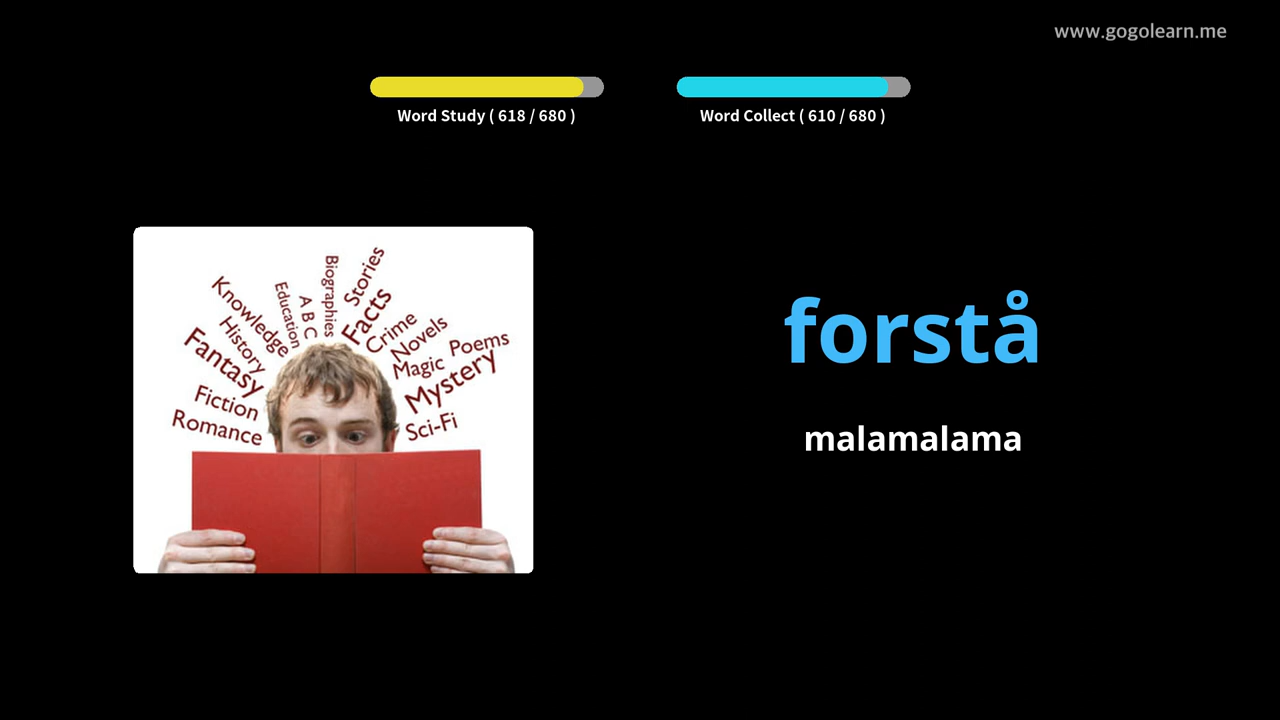 www.gogolearn.me
Word Study ( 618 / 680 )
Word Collect ( 610 / 680 )
Knowledge
Education
A B C
Biographies
Stories
Facts
Crime
Novels
Poems
History
Fantasy
Magic
Mystery
Fiction
Romance
Sci-Fi
forstå
malamalama